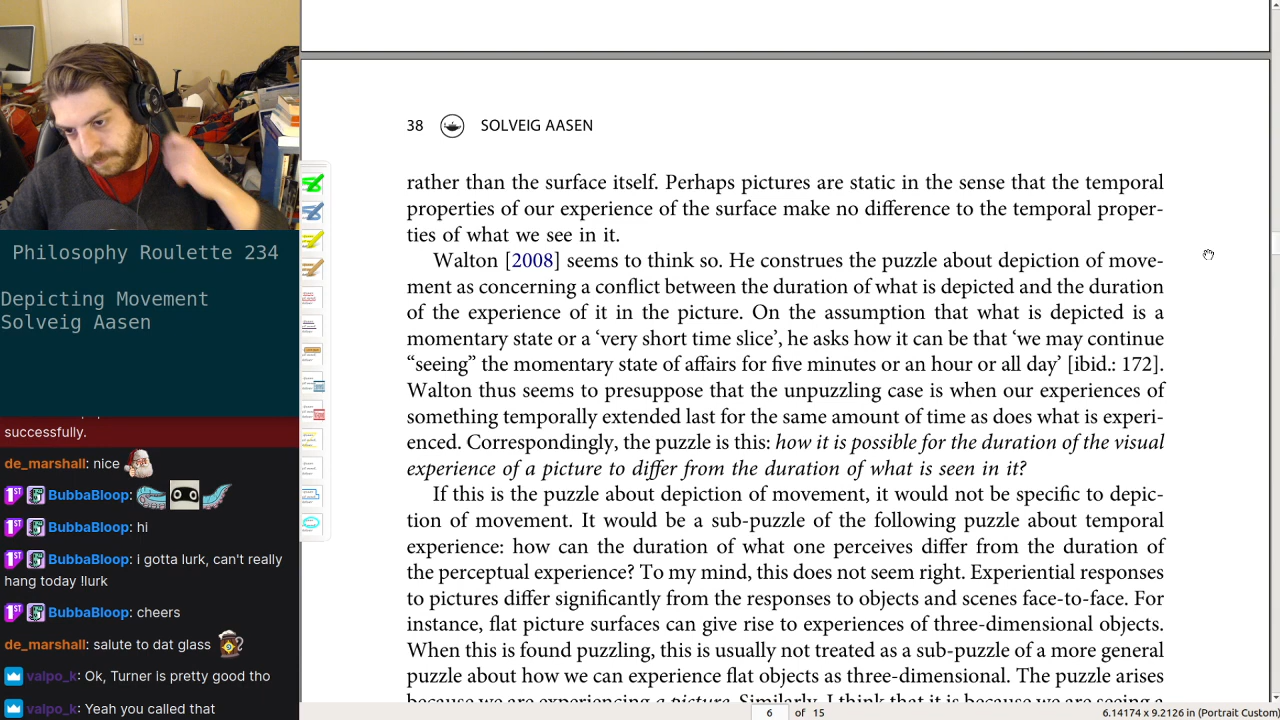 Philosophy Roulette 234
Depicting Movement
Solveig Aasen
successfully.
de_marshall: nice
BubbaBloop:
BubbaBloop: hi
BubbaBloop: i gotta lurk, can't really
hang today !lurk
BubbaBloop: cheers
de_marshall: salute to dat glass
valpo_k: Ok, Turner is pretty good tho
valpo_k: Yeah you called that
38 SOLVEIG AASEN
rather than the surface itself. Perhaps pictures are static in the sense that the temporal
properties of our experience of the surface make no difference to the temporal proper-
ties of what we see in it.
Walton [2008] seems to think so. He construes the puzzle about depiction of move-
ment as concerning a conflict between the duration of what is depicted and the duration
of the experience of it in the picture. On the assumption that what is depicted is a
momentary state, or 'very short time slice', he asks how it can be that one may continue
"seeing" this momentary state of affairs for five minutes or an hour or a day' [ibid.: 172].
Walton thus seems to presuppose that the unpuzzling case is when our experiences of
something temporally extended last for the same amount of time as does what is experi-
enced. Correspondingly, the puzzle is this: how is it possible for the duration of the visual
experience of a picture to differ from the duration of what is seen in it?
If this is the puzzle about depiction of movement, it would not be specific to depic-
tion of movement. It would be a sub-puzzle of the following puzzle about temporal
experience: how can the duration of what one perceives differ from the duration of
the perceptual experience? To my mind, this does not seem right. Experiential responses
to pictures differ significantly from the responses to objects and scenes face-to-face. For
instance, flat picture surfaces can give rise to experiences of three-dimensional objects.
When this is found puzzling, this is usually not treated as a sub-puzzle of a more general
puzzle about how we can experience flat objects as three-dimensional. The puzzle arises
6 of 15 6.14174 x 9.2126 in (Portrait Custom)